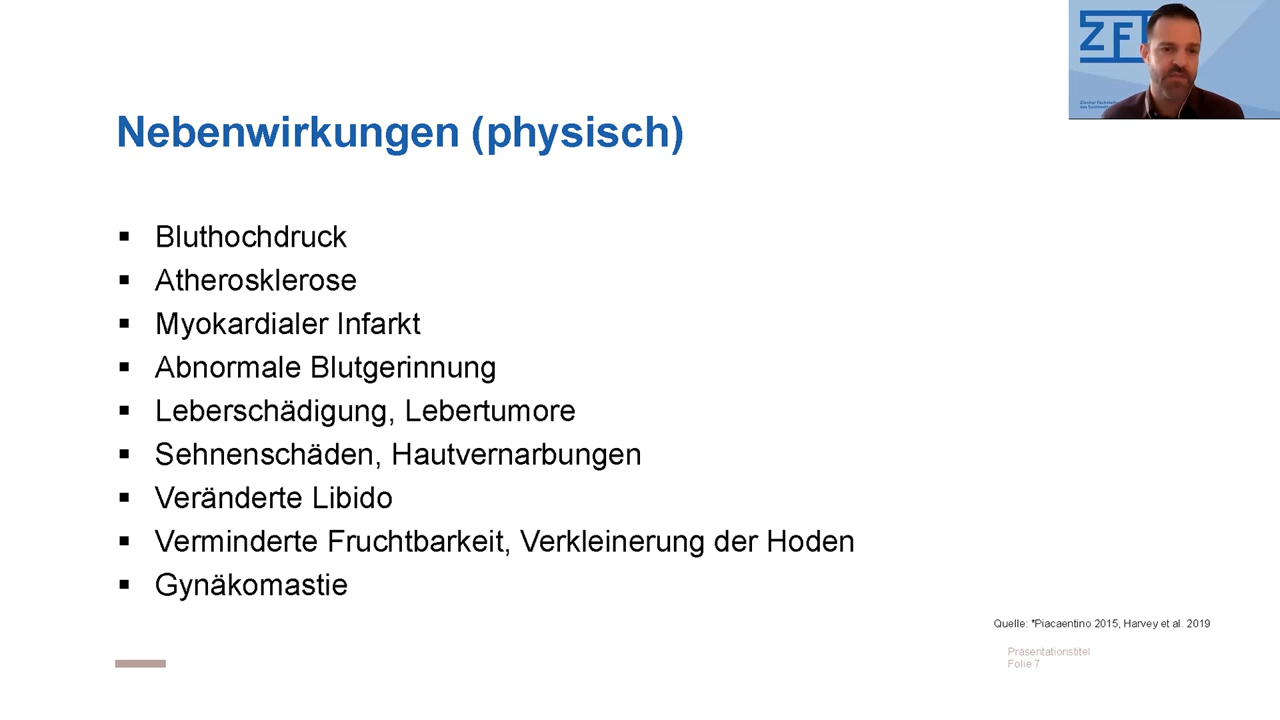 ZF
Nebenwirkungen (physisch)
▪ Bluthochdruck
▪ Atherosklerose
▪ Myokardialer Infarkt
▪ Abnormale Blutgerinnung
▪ Leberschädigung, Lebertumore
▪ Sehnenschäden, Hautvernarbungen
▪ Veränderte Libido
▪ Verminderte Fruchtbarkeit, Verkleinerung der Hoden
▪ Gynäkomastie
Quelle: *Piacaentino 2015, Harvey et al. 2019
Präsentationstitel
Folie 7